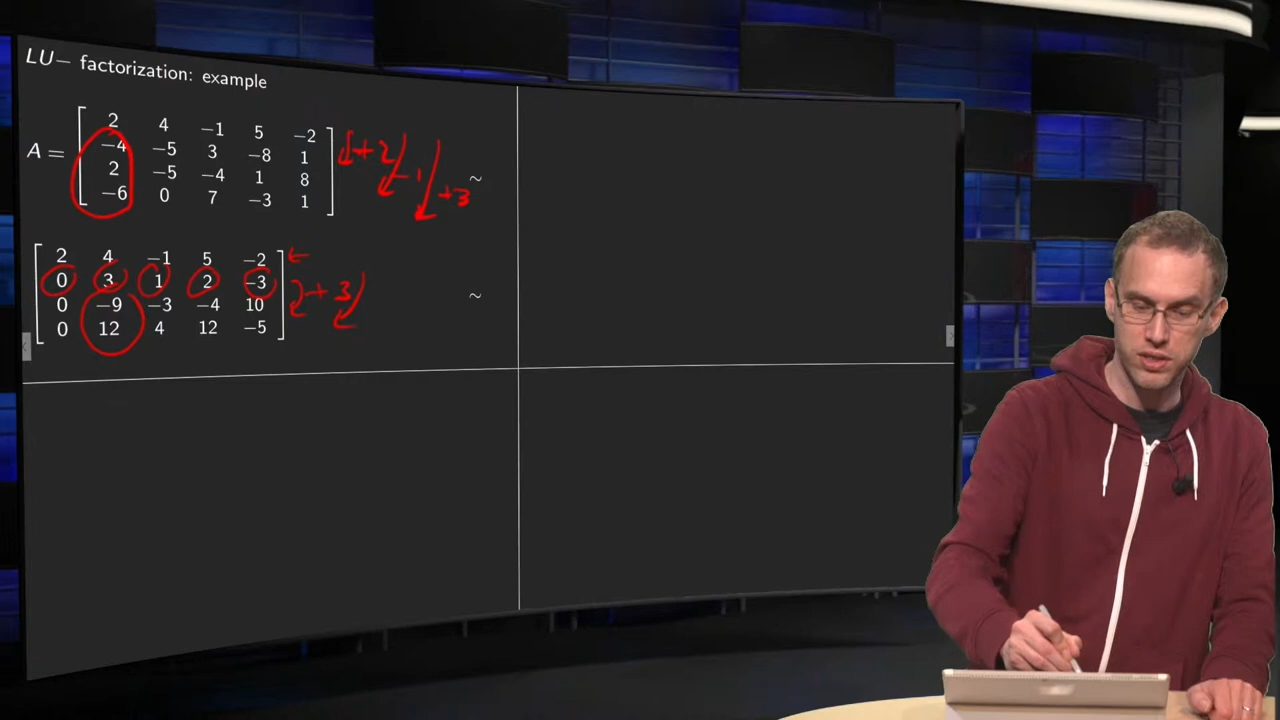 LU− factorization: example
2 4 −1 5 −2
−4 −5 3 −8 1 +2
A = 2 −5 −4 1 8 −1 ∼
−6 0 7 −3 1 +3
2 4 −1 5 −2
0 3 1 2 −3 + 3
0 −9 −3 −4 10 ∼
0 12 4 12 −5